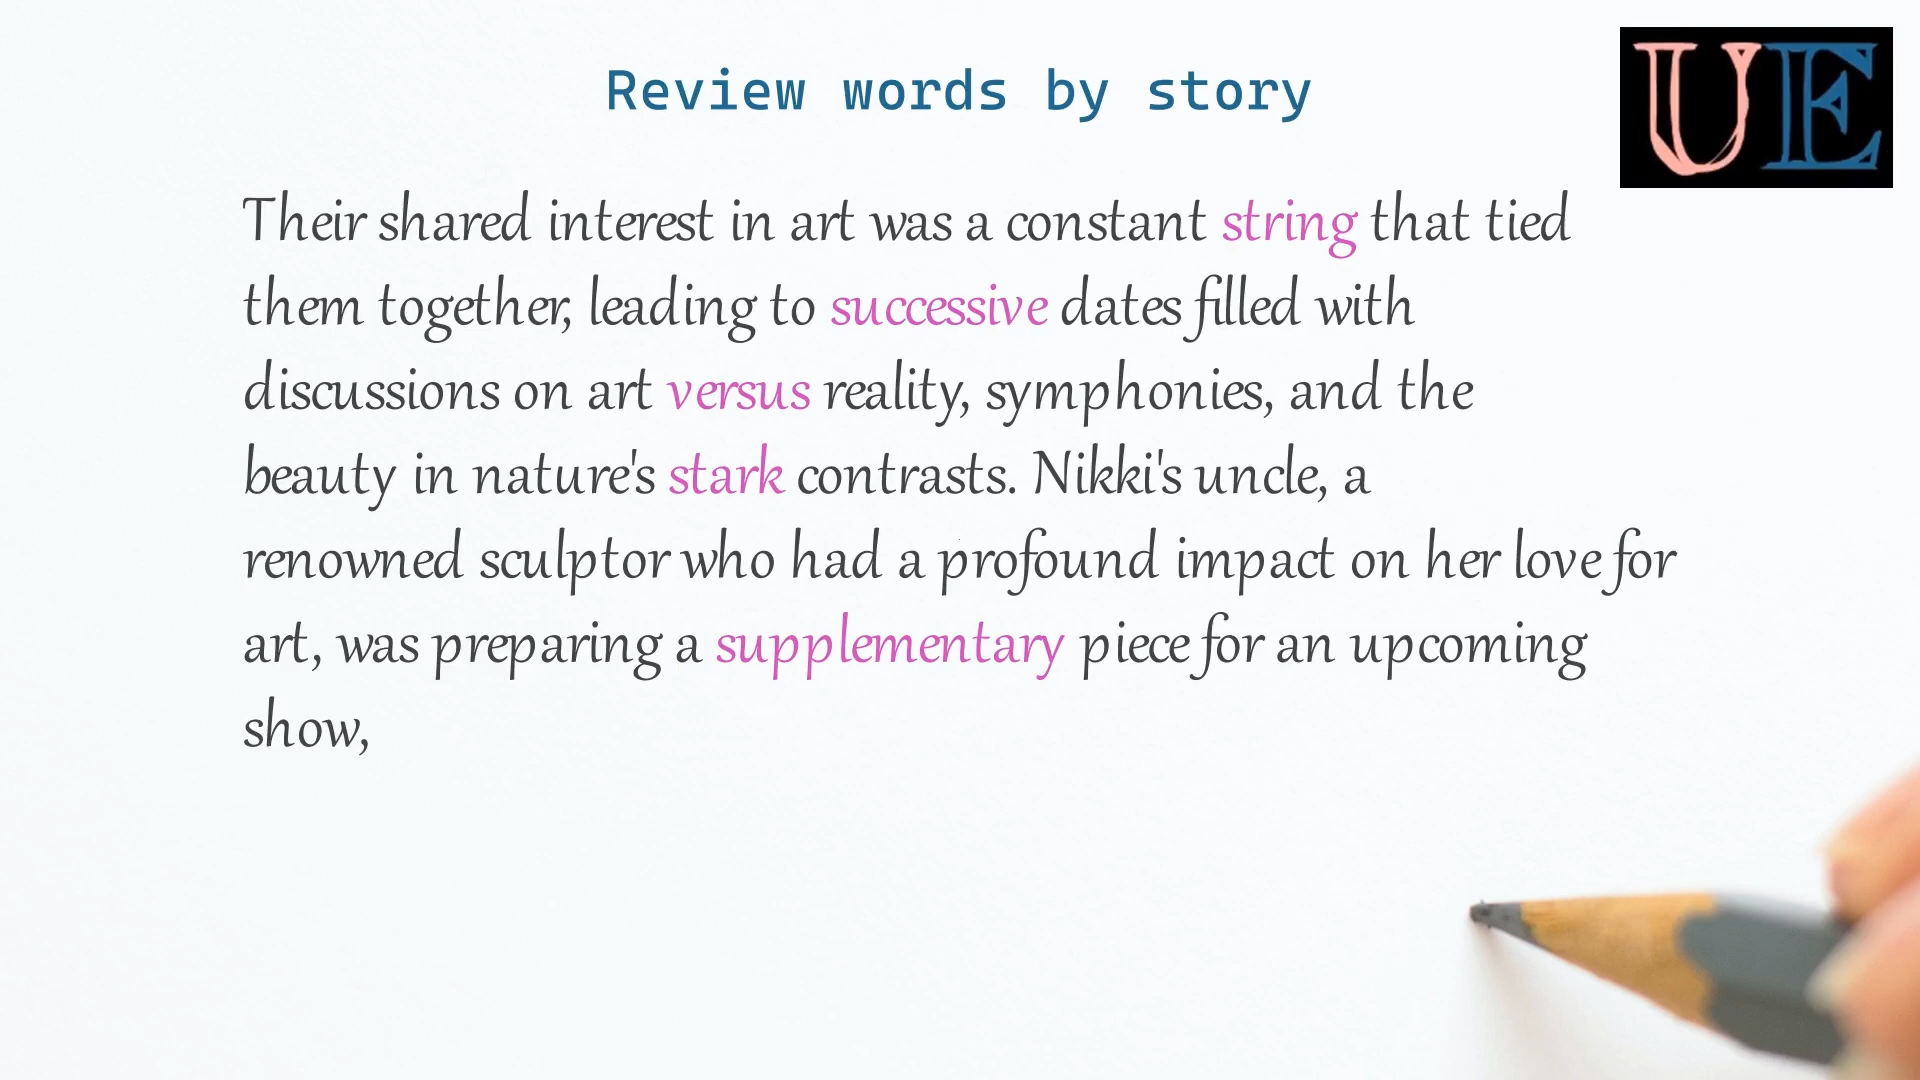 Review words by story
UE
Their shared interest in art was a constant string that tied
them together, leading to successive dates filled with
discussions on art versus reality, symphonies, and the
beauty in nature's stark contrasts. Nikki's uncle, a
renowned sculptor who had a profound impact on her love for
art, was preparing a supplementary piece for an upcoming
show,